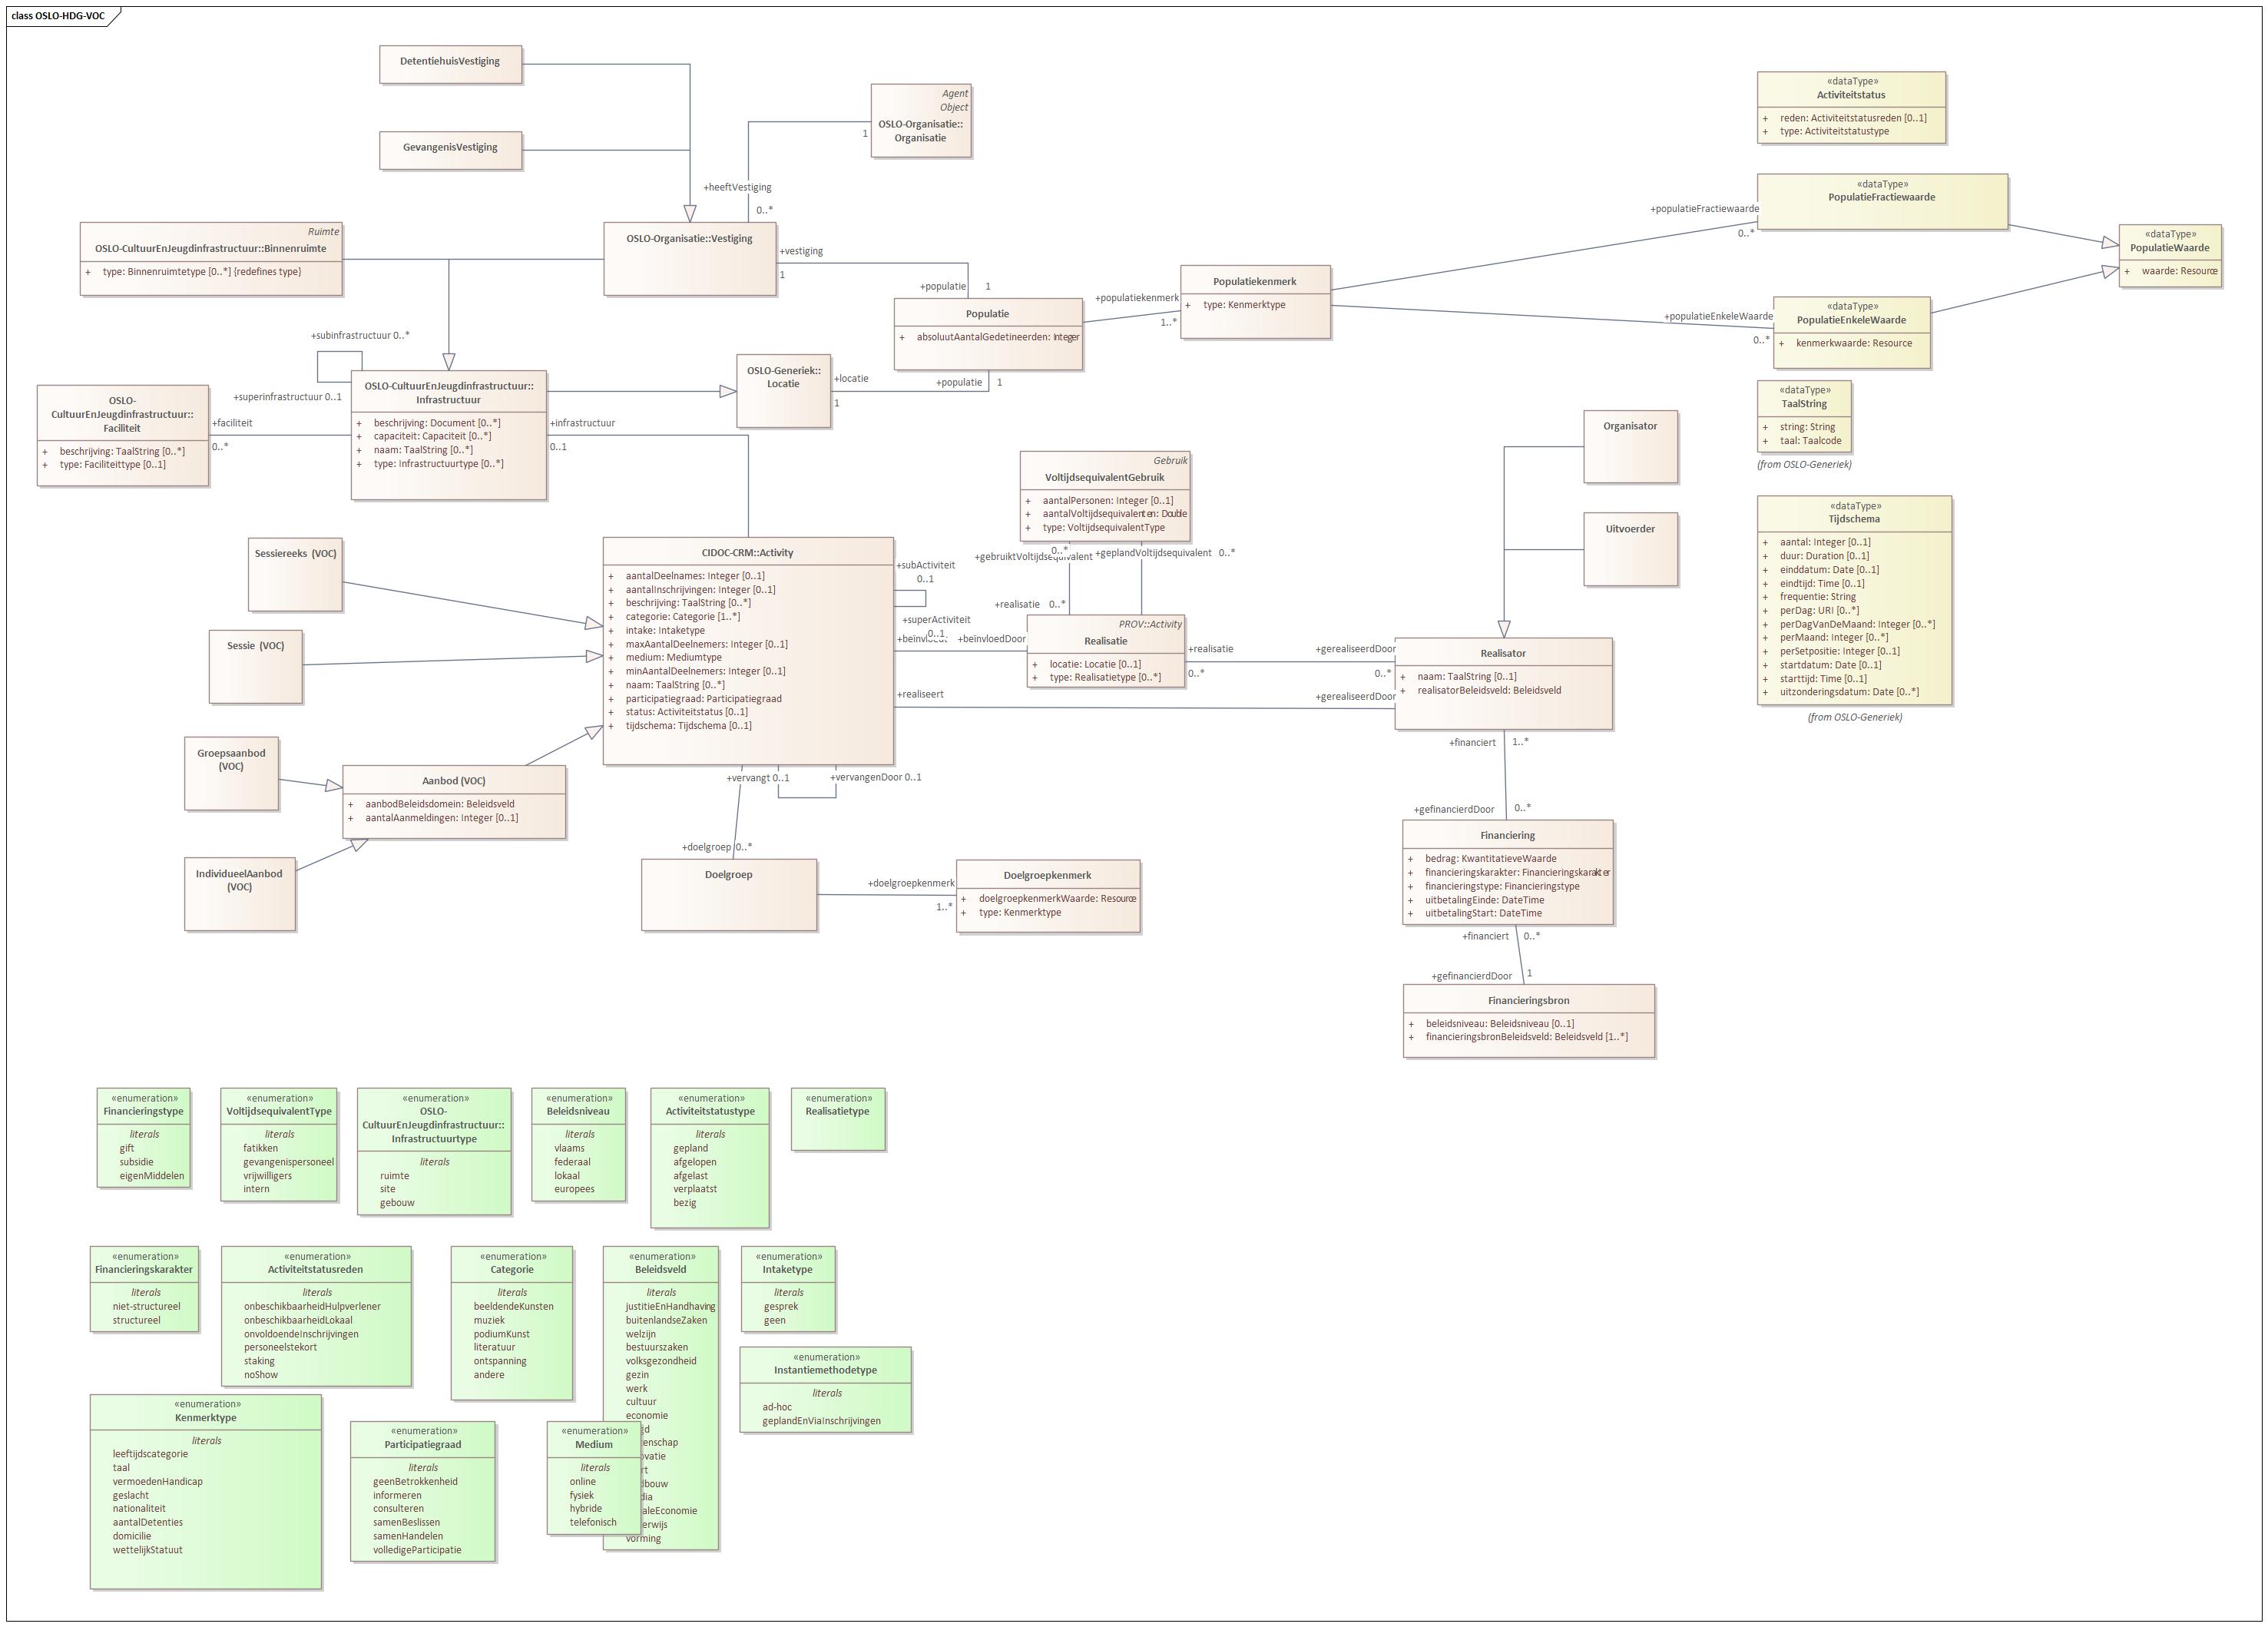 class OSLO-HDG-VOC
DetentiehuisVestiging
GevangenisVestiging
Agent
Object
OSLO-Organisatie::
Organisatie
1
+heeftVestiging
0..*
OSLO-Organisatie::Vestiging
+vestiging
1
Ruimte
OSLO-CultuurEnJeugdinfrastructuur::Binnenruimte
+ type: Binnenruimtetype [0..*] {redefines type}
+populatie 1
Populatie
+ absoluutAantalGedetineerden: Integer
+populatie 1
+populatiekenmerk
1..*
Populatiekenmerk
+ type: Kenmerktype
+populatieFractiewaarde
0..*
+populatieEnkeleWaarde
0..*
«dataType»
Activiteitstatus
+ reden: Activiteitstatusreden [0..1]
+ type: Activiteitstatustype
«dataType»
PopulatieFractiewaarde
«dataType»
PopulatieWaarde
+ waarde: Resource
«dataType»
PopulatieEnkeleWaarde
+ kenmerkwaarde: Resource
«dataType»
TaalString
+ string: String
+ taal: Taalcode
(from OSLO-Generiek)
«dataType»
Tijdschema
+ aantal: Integer [0..1]
+ duur: Duration [0..1]
+ einddatum: Date [0..1]
+ eindtijd: Time [0..1]
+ frequentie: String
+ perDag: URI [0..*]
+ perDagVanDeMaand: Integer [0..*]
+ perMaand: Integer [0..*]
+ perSetpositie: Integer [0..1]
+ startdatum: Date [0..1]
+ starttijd: Time [0..1]
+ uitzonderingsdatum: Date [0..*]
(from OSLO-Generiek)
+subinfrastructuur 0..*
+superinfrastructuur 0..1
OSLO-
CultuurEnJeugdinfrastructuur::
Faciliteit
+ beschrijving: TaalString [0..*]
+ type: Faciliteittype [0..1]
+faciliteit
0..*
OSLO-CultuurEnJeugdinfrastructuur::
Infrastructuur
+ beschrijving: Document [0..*]
+ capaciteit: Capaciteit [0..*]
+ naam: TaalString [0..*]
+ type: Infrastructuurtype [0..*]
+infrastructuur
0..1
OSLO-Generiek::
Locatie
+locatie
1
Sessiereeks (VOC)
Sessie (VOC)
Groepsaanbod
(VOC)
IndividueelAanbod
(VOC)
Aanbod (VOC)
+ aanbodBeleidsdomein: Beleidsveld
+ aantalAanmeldingen: Integer [0..1]
CIDOC-CRM::Activity
+ aantalDeelnames: Integer [0..1]
+ aantalInschrijvingen: Integer [0..1]
+ beschrijving: TaalString [0..*]
+ categorie: Categorie [1..*]
+ intake: Intaketype
+ maxAantalDeelnemers: Integer [0..1]
+ medium: Mediumtype
+ minAantalDeelnemers: Integer [0..1]
+ naam: TaalString [0..*]
+ participatiegraad: Participatiegraad
+ status: Activiteitstatus [0..1]
+ tijdschema: Tijdschema [0..1]
+subActiviteit
0..1
+superActiviteit
0..1
+beïnvloedDoor
+realiseert
+vervangt 0..1
+vervangenDoor 0..1
+doelgroep 0..*
Doelgroep
+doelgroepkenmerk
1..*
Doelgroepkenmerk
+ doelgroepkenmerkWaarde: Resource
+ type: Kenmerktype
Gebruik
VoltijdsequivalentGebruik
+ aantalPersonen: Integer [0..1]
+ aantalVoltijdsequivalenten: Double
+ type: VoltijdsequivalentType
0..*
+gebruiktVoltijdsequivalent
+geplandVoltijdsequivalent 0..*
+realisatie 0..*
PROV::Activity
Realisatie
+ locatie: Locatie [0..1]
+ type: Realisatietype [0..*]
+realisatie
0..*
+gerealiseerdDoor
0..*
+gerealiseerdDoor
Organisator
Uitvoerder
Realisator
+ naam: TaalString [0..1]
+ realisatorBeleidsveld: Beleidsveld
+financiert 1..*
+gefinancierdDoor 0..*
Financiering
+ bedrag: KwantitatieveWaarde
+ financieringskarakter: Financieringskarakter
+ financieringstype: Financieringstype
+ uitbetalingEinde: DateTime
+ uitbetalingStart: DateTime
+financiert 0..*
+gefinancierdDoor 1
Financieringsbron
+ beleidsniveau: Beleidsniveau [0..1]
+ financieringsbronBeleidsveld: Beleidsveld [1..*]
«enumeration»
Financieringstype
literals
gift
subsidie
eigenMiddelen
«enumeration»
VoltijdsequivalentType
literals
fatikken
gevangenispersoneel
vrijwilligers
intern
«enumeration»
OSLO-
CultuurEnJeugdinfrastructuur::
Infrastructuurtype
literals
ruimte
site
gebouw
«enumeration»
Beleidsniveau
literals
vlaams
federaal
lokaal
europees
«enumeration»
Activiteitstatustype
literals
gepland
afgelopen
afgelast
verplaatst
bezig
«enumeration»
Realisatietype
«enumeration»
Financieringskarakter
literals
niet-structureel
structureel
«enumeration»
Activiteitstatusreden
literals
onbeschikbaarheidHulpverlener
onbeschikbaarheidLokaal
onvoldoendeInschrijvingen
personeelstekort
staking
noShow
«enumeration»
Categorie
literals
beeldendeKunsten
muziek
podiumKunst
literatuur
ontspanning
andere
«enumeration»
Beleidsveld
literals
justitieEnHandhaving
buitenlandseZaken
welzijn
bestuurszaken
volksgezondheid
gezin
werk
cultuur
economie
vorming
«enumeration»
Intaketype
literals
gesprek
geen
«enumeration»
Instantiemethodetype
literals
ad-hoc
geplandEnViaInschrijvingen
«enumeration»
Kenmerktype
literals
leeftijdscategorie
taal
vermoedenHandicap
geslacht
nationaliteit
aantalDetenties
domicilie
wettelijkStatuut
«enumeration»
Participatiegraad
literals
geenBetrokkenheid
informeren
consulteren
samenBeslissen
samenHandelen
volledigeParticipatie
«enumeration»
Medium
literals
online
fysiek
hybride
telefonisch